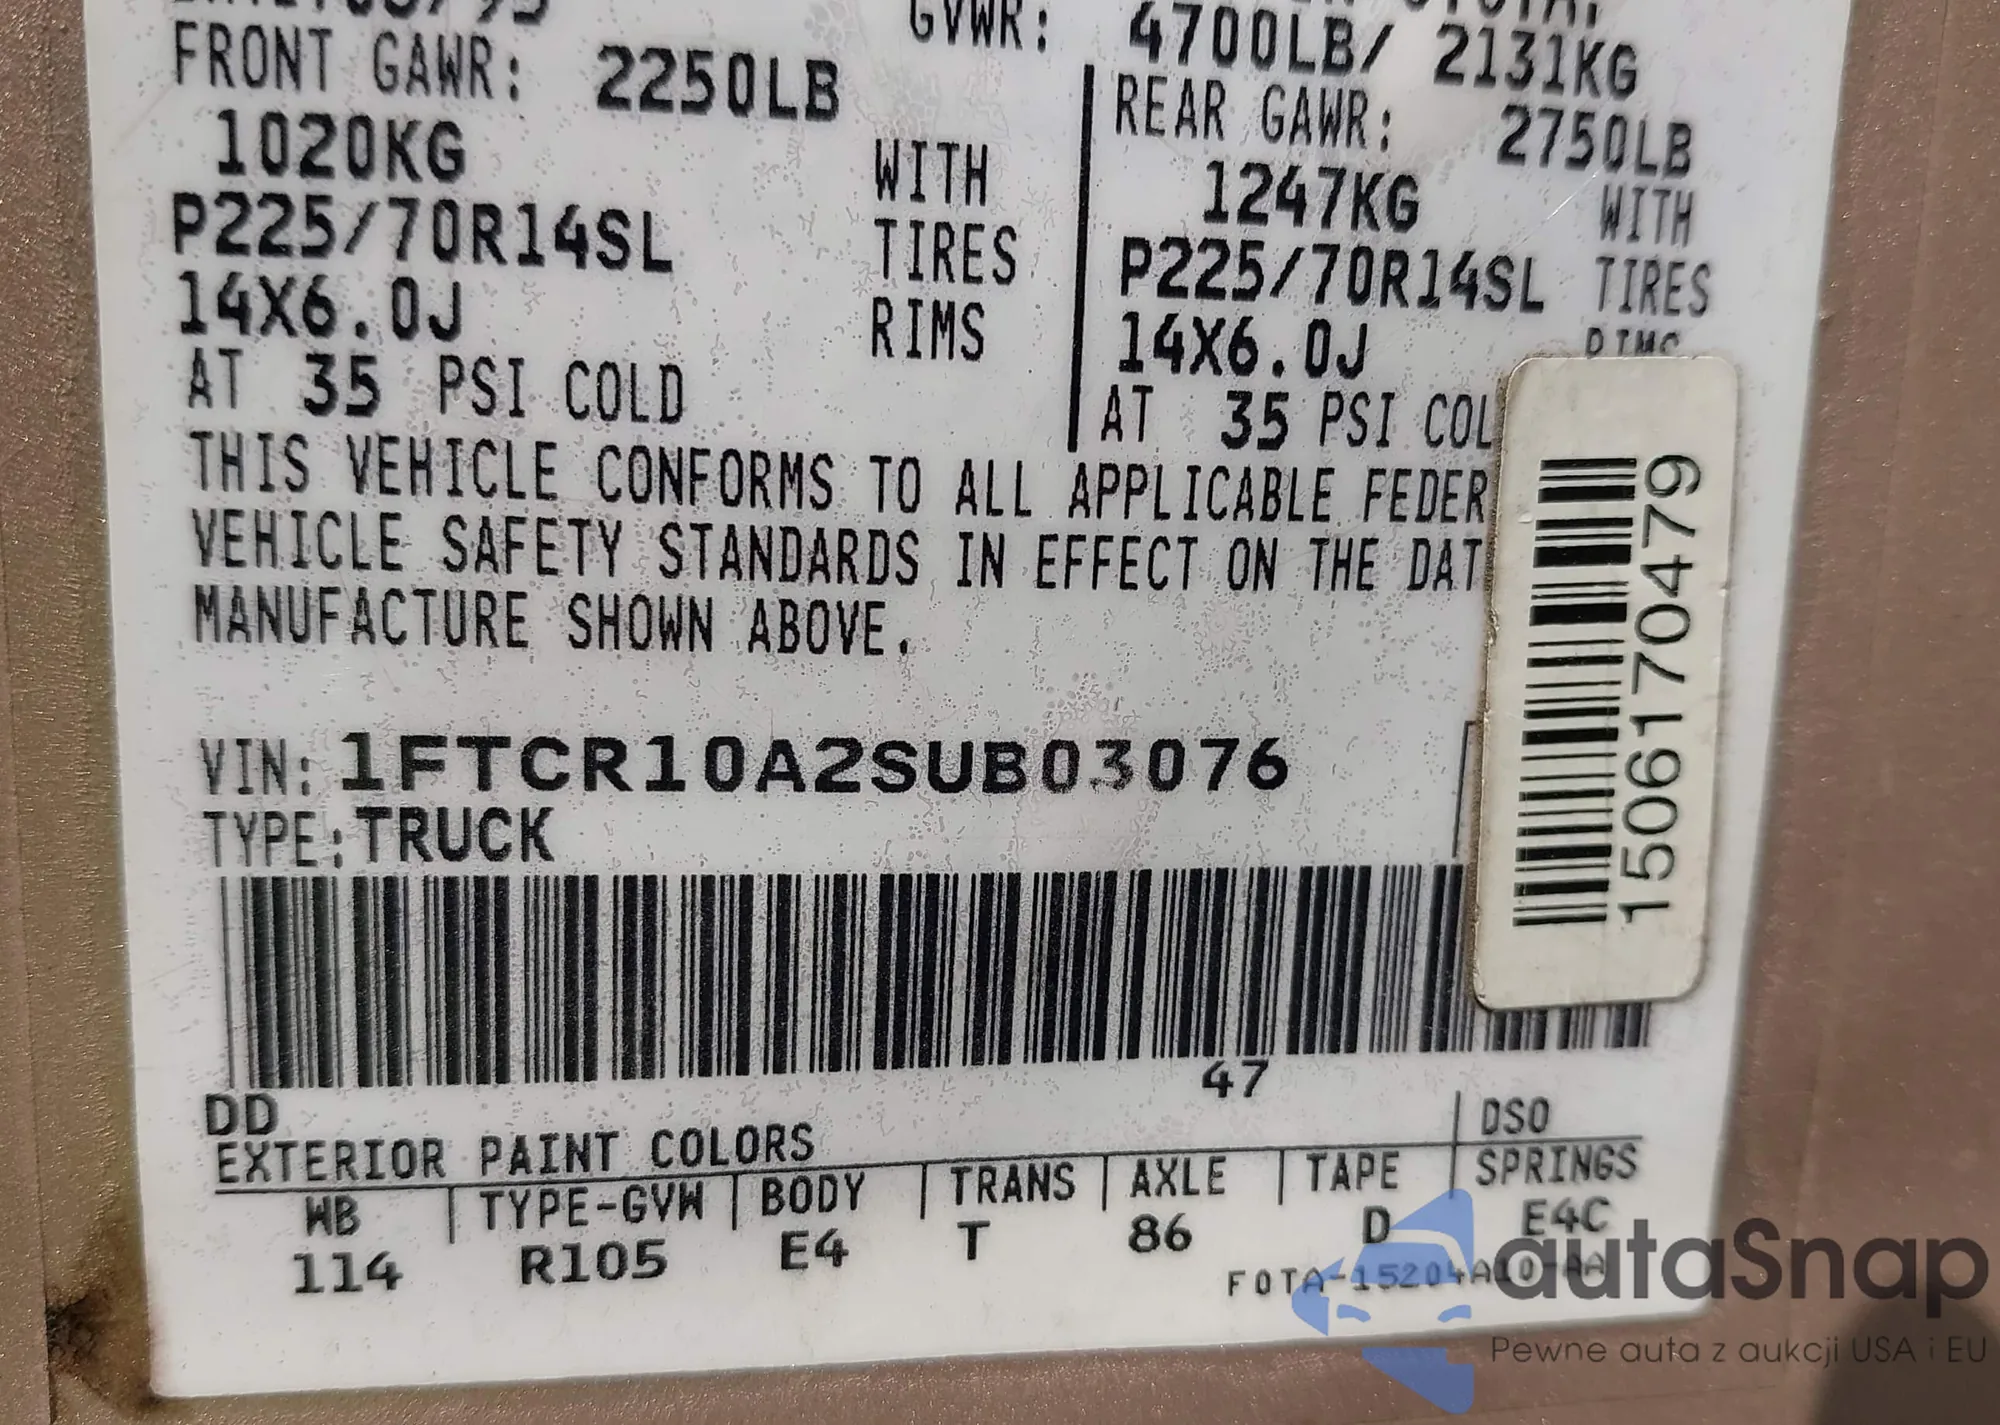 GVWR: 4700LB/ 2131KG
FRONT GAWR: 2250LB
1020KG WITH
P225/70R14SL TIRES
14X6.0J RIMS
AT 35 PSI COLD
REAR GAWR: 2750LB
1247KG WITH
P225/70R14SL TIRES
14X6.0J RIMS
AT 35 PSI COL
THIS VEHICLE CONFORMS TO ALL APPLICABLE FEDER
VEHICLE SAFETY STANDARDS IN EFFECT ON THE DAT
MANUFACTURE SHOWN ABOVE.
VIN: 1FTCR10A2SUB03076
TYPE: TRUCK
1506170479
47
DD
EXTERIOR PAINT COLORS DSO
WB TYPE-GVW BODY TRANS AXLE TAPE SPRINGS
114 R105 E4 T 86 D E4C
F0TA-15204A10-AA
autaSnap
Pewne auta z aukcji USA i EU